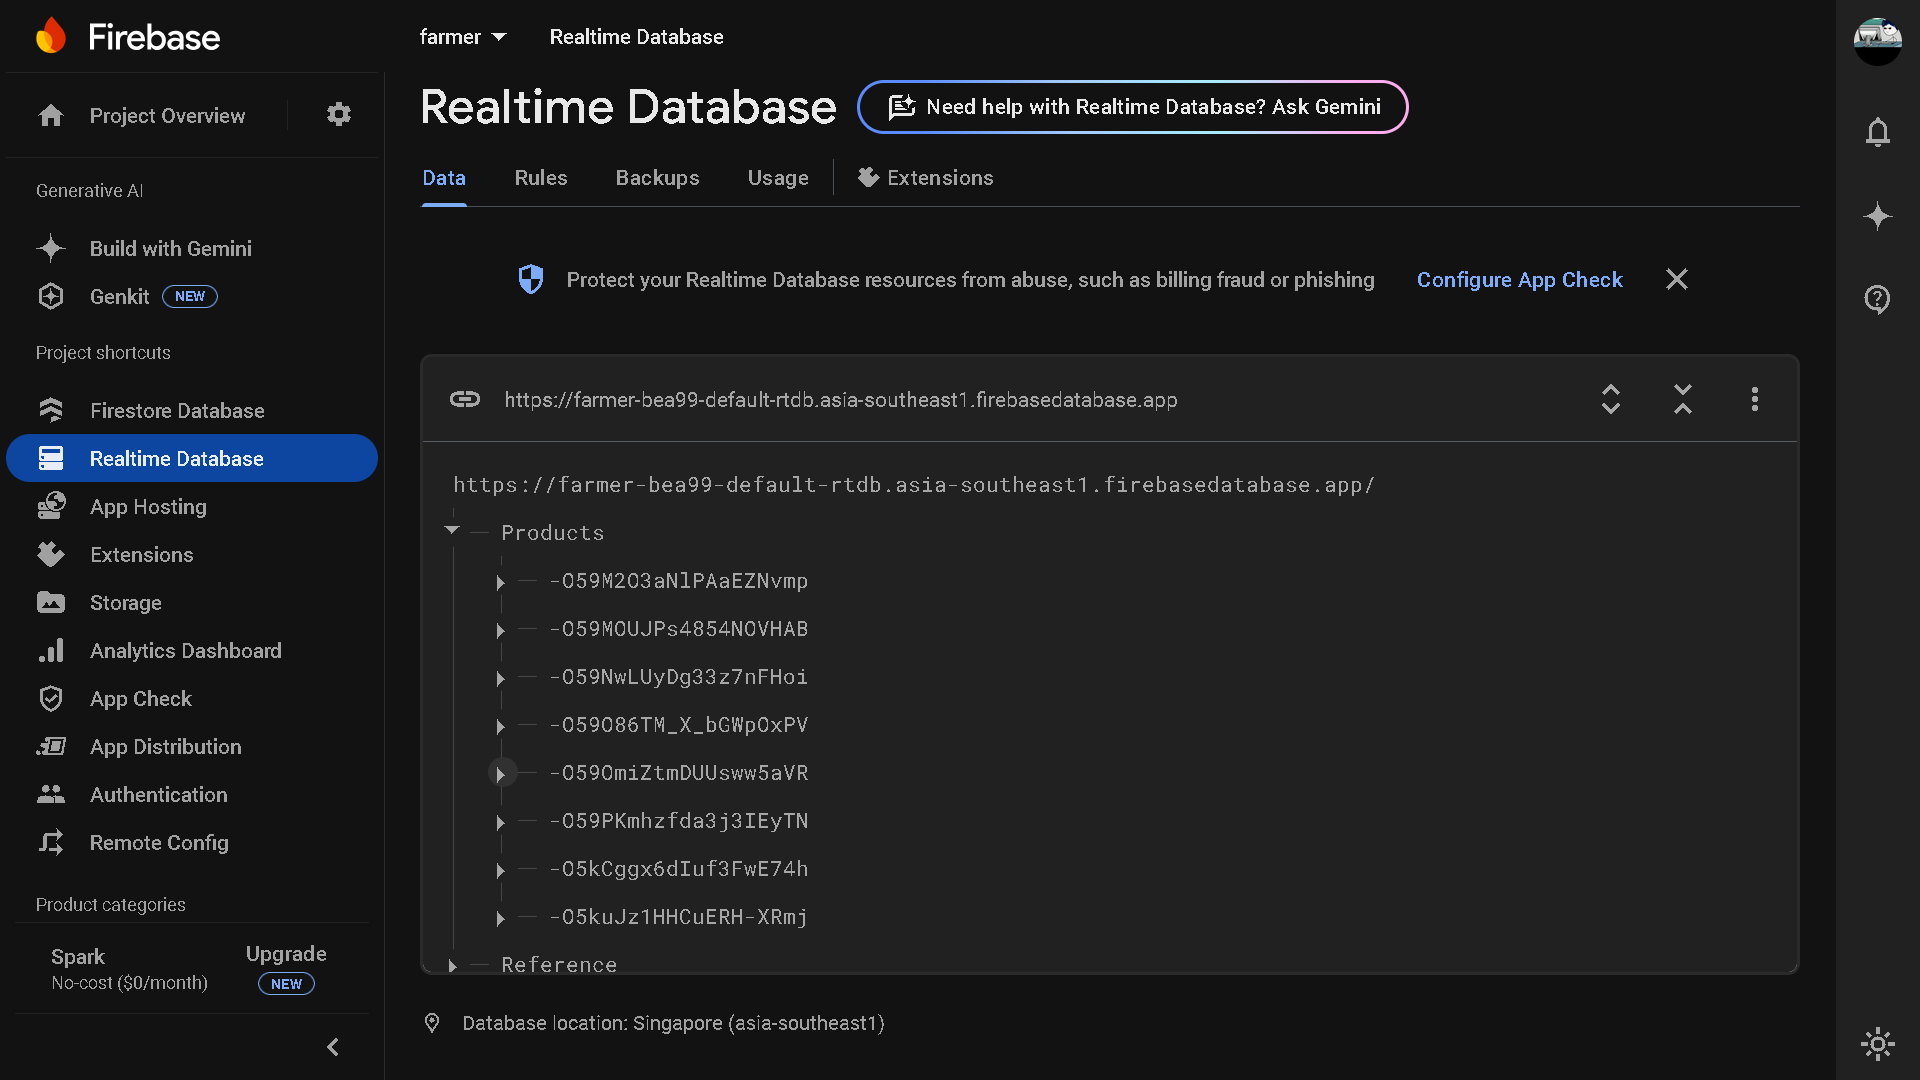 Firebase
Project Overview
Generative AI
Build with Gemini
Genkit NEW
Project shortcuts
Firestore Database
Realtime Database
App Hosting
Extensions
Storage
Analytics Dashboard
App Check
App Distribution
Authentication
Remote Config
Product categories
Spark
No-cost ($0/month)
Upgrade
NEW
farmer
Realtime Database
Realtime Database
Need help with Realtime Database? Ask Gemini
Data
Rules
Backups
Usage
Extensions
Protect your Realtime Database resources from abuse, such as billing fraud or phishing
Configure App Check
https://farmer-bea99-default-rtdb.asia-southeast1.firebasedatabase.app
https://farmer-bea99-default-rtdb.asia-southeast1.firebasedatabase.app/
Products
-O59M2O3aNlPAaEZNvmp
-O59MOUJPs4854NOVHAB
-O59NwLUyDg33z7nFHoi
-O59O86TM_X_bGWpOxPV
-O59OmiZtmDUUsww5aVR
-O59PKmhzfda3j3IEyTN
-O5kCggx6dIuf3FwE74h
-O5kuJz1HHCuERH-XRmj
Reference
Database location: Singapore (asia-southeast1)